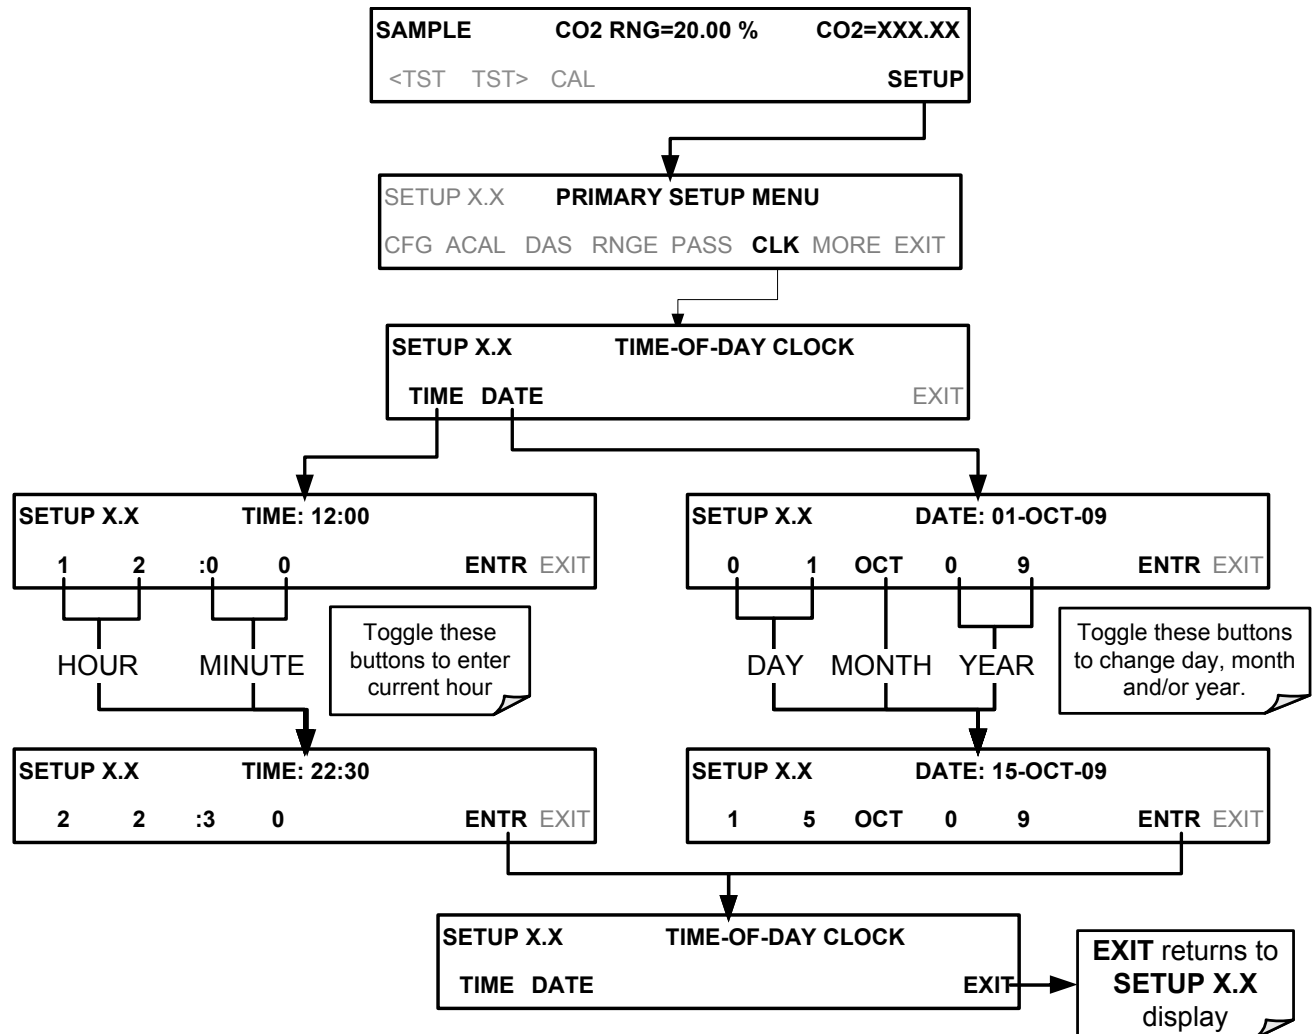 SAMPLE CO2 RNG=20.00 % CO2=XXX.XX
<TST TST> CAL SETUP
SETUP X.X PRIMARY SETUP MENU
CFG ACAL DAS RNGE PASS CLK MORE EXIT
SETUP X.X TIME-OF-DAY CLOCK
TIME DATE EXIT
SETUP X.X TIME: 12:00
1 2 :0 0 ENTR EXIT
HOUR MINUTE
Toggle these
buttons to enter
current hour
SETUP X.X DATE: 01-OCT-09
0 1 OCT 0 9 ENTR EXIT
DAY MONTH YEAR
Toggle these buttons
to change day, month
and/or year.
SETUP X.X TIME: 22:30
2 2 :3 0 ENTR EXIT
SETUP X.X DATE: 15-OCT-09
1 5 OCT 0 9 ENTR EXIT
SETUP X.X TIME-OF-DAY CLOCK
TIME DATE EXIT
EXIT returns to
SETUP X.X
display